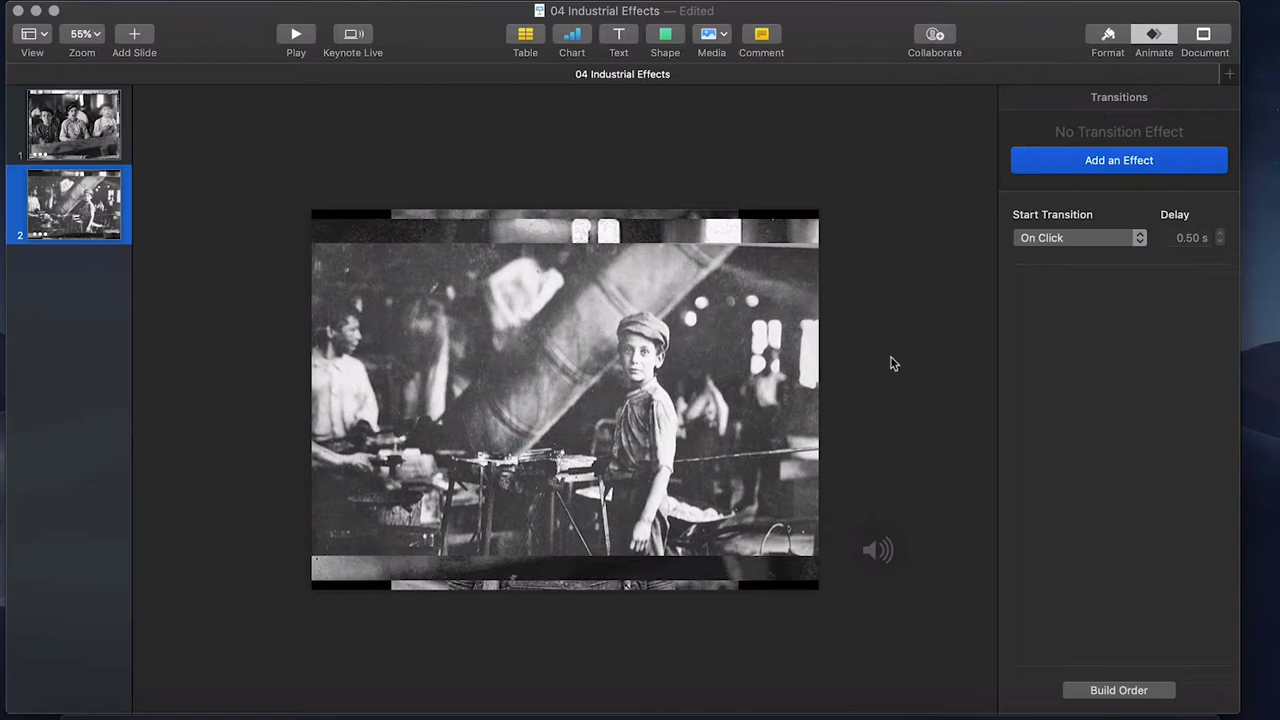 04 Industrial Effects — Edited
55%
View
Zoom
Add Slide
Play
Keynote Live
Table
Chart
Text
Shape
Media
Comment
Collaborate
Format
Animate
Document
04 Industrial Effects
1
2
Transitions
No Transition Effect
Add an Effect
Start Transition
Delay
On Click
0.50 s
Build Order